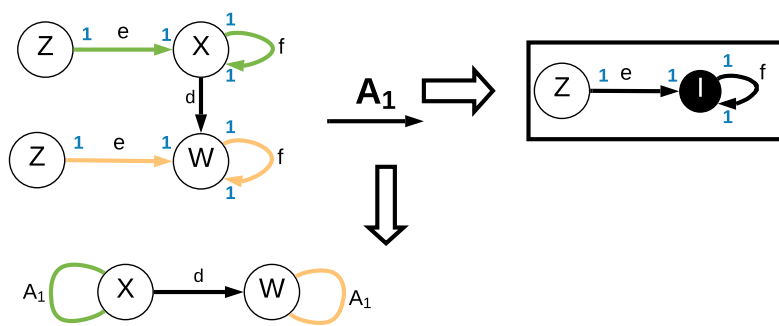 Z 1 e 1 X 1 f 1
d
Z 1 e 1 W 1 f 1
A1
Z 1 e 1 I 1 f 1
A1 X d W A1